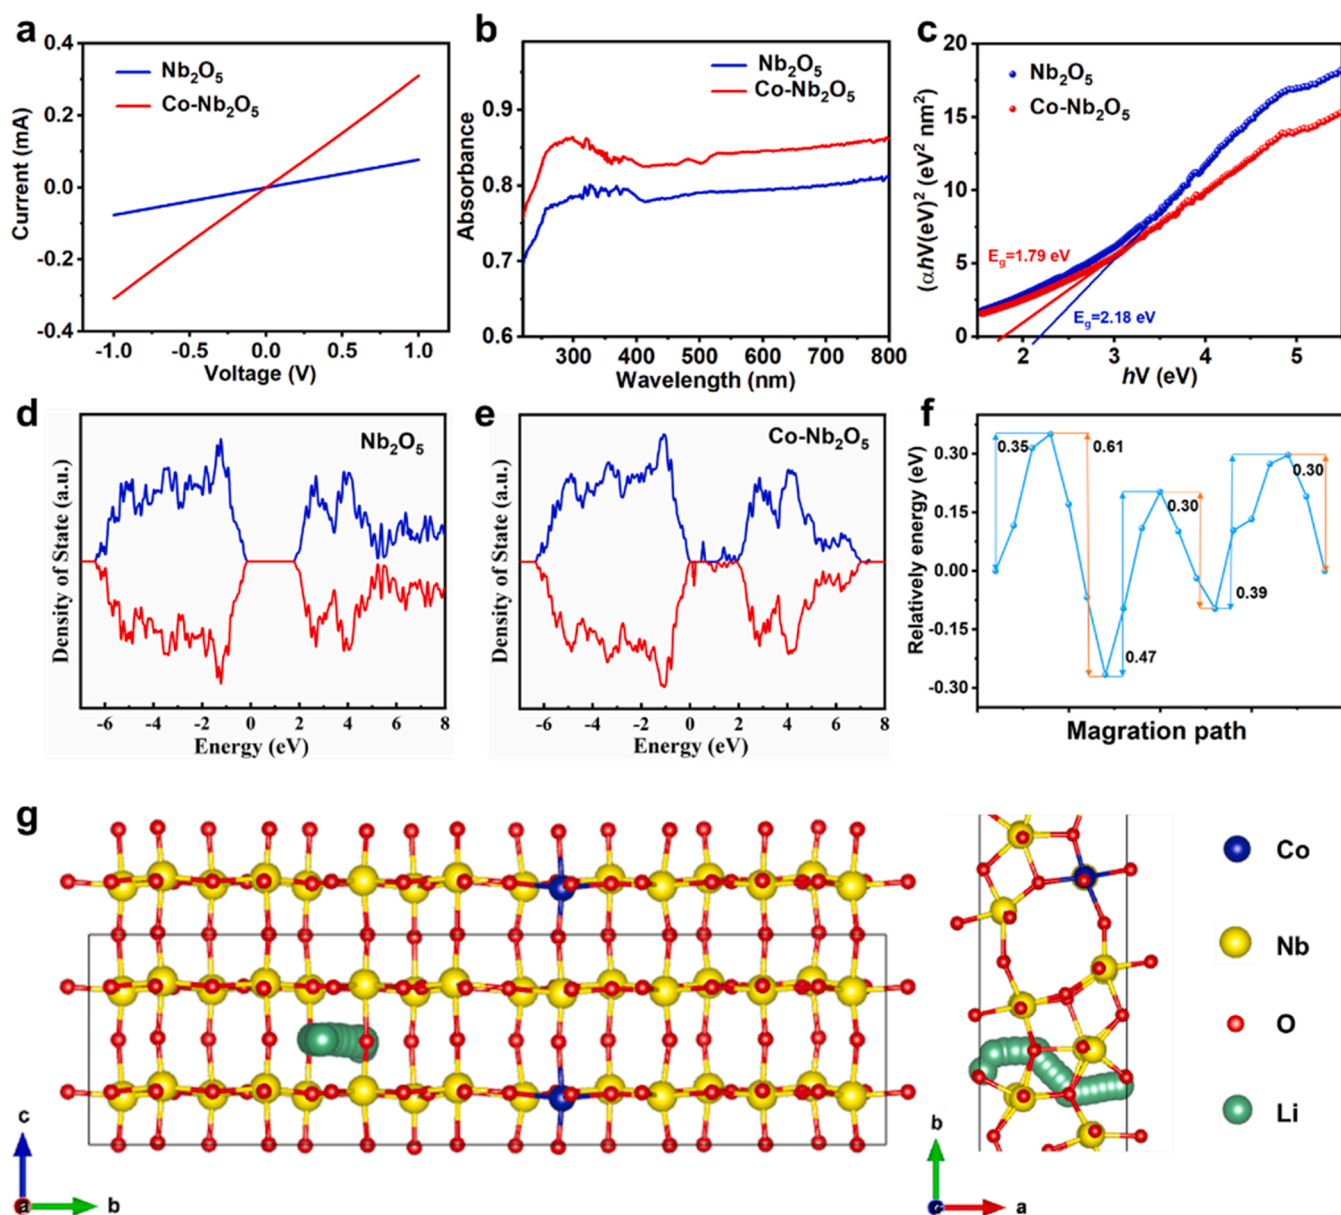 a
0.4
0.2
0.0
-0.2
-0.4
Current (mA)
Nb₂O₅
Co-Nb₂O₅
-1.0 -0.5 0.0 0.5 1.0
Voltage (V)
b
0.9
0.8
0.7
0.6
Absorbance
Nb₂O₅
Co-Nb₂O₅
300 400 500 600 700 800
Wavelength (nm)
c
20
15
10
5
0
(αhV(eV)² (eV² nm²)
Nb₂O₅
Co-Nb₂O₅
Eg=1.79 eV
Eg=2.18 eV
2 3 4 5
hV (eV)
d
Nb₂O₅
Density of State (a.u.)
-6 -4 -2 0 2 4 6 8
Energy (eV)
e
Co-Nb₂O₅
Density of State (a.u.)
-6 -4 -2 0 2 4 6 8
Energy (eV)
f
0.30
0.15
0.00
-0.15
-0.30
Relatively energy (eV)
0.35
0.61
0.47
0.30
0.39
0.30
Magration path
g
c
a
b
b
c
a
Co
Nb
O
Li